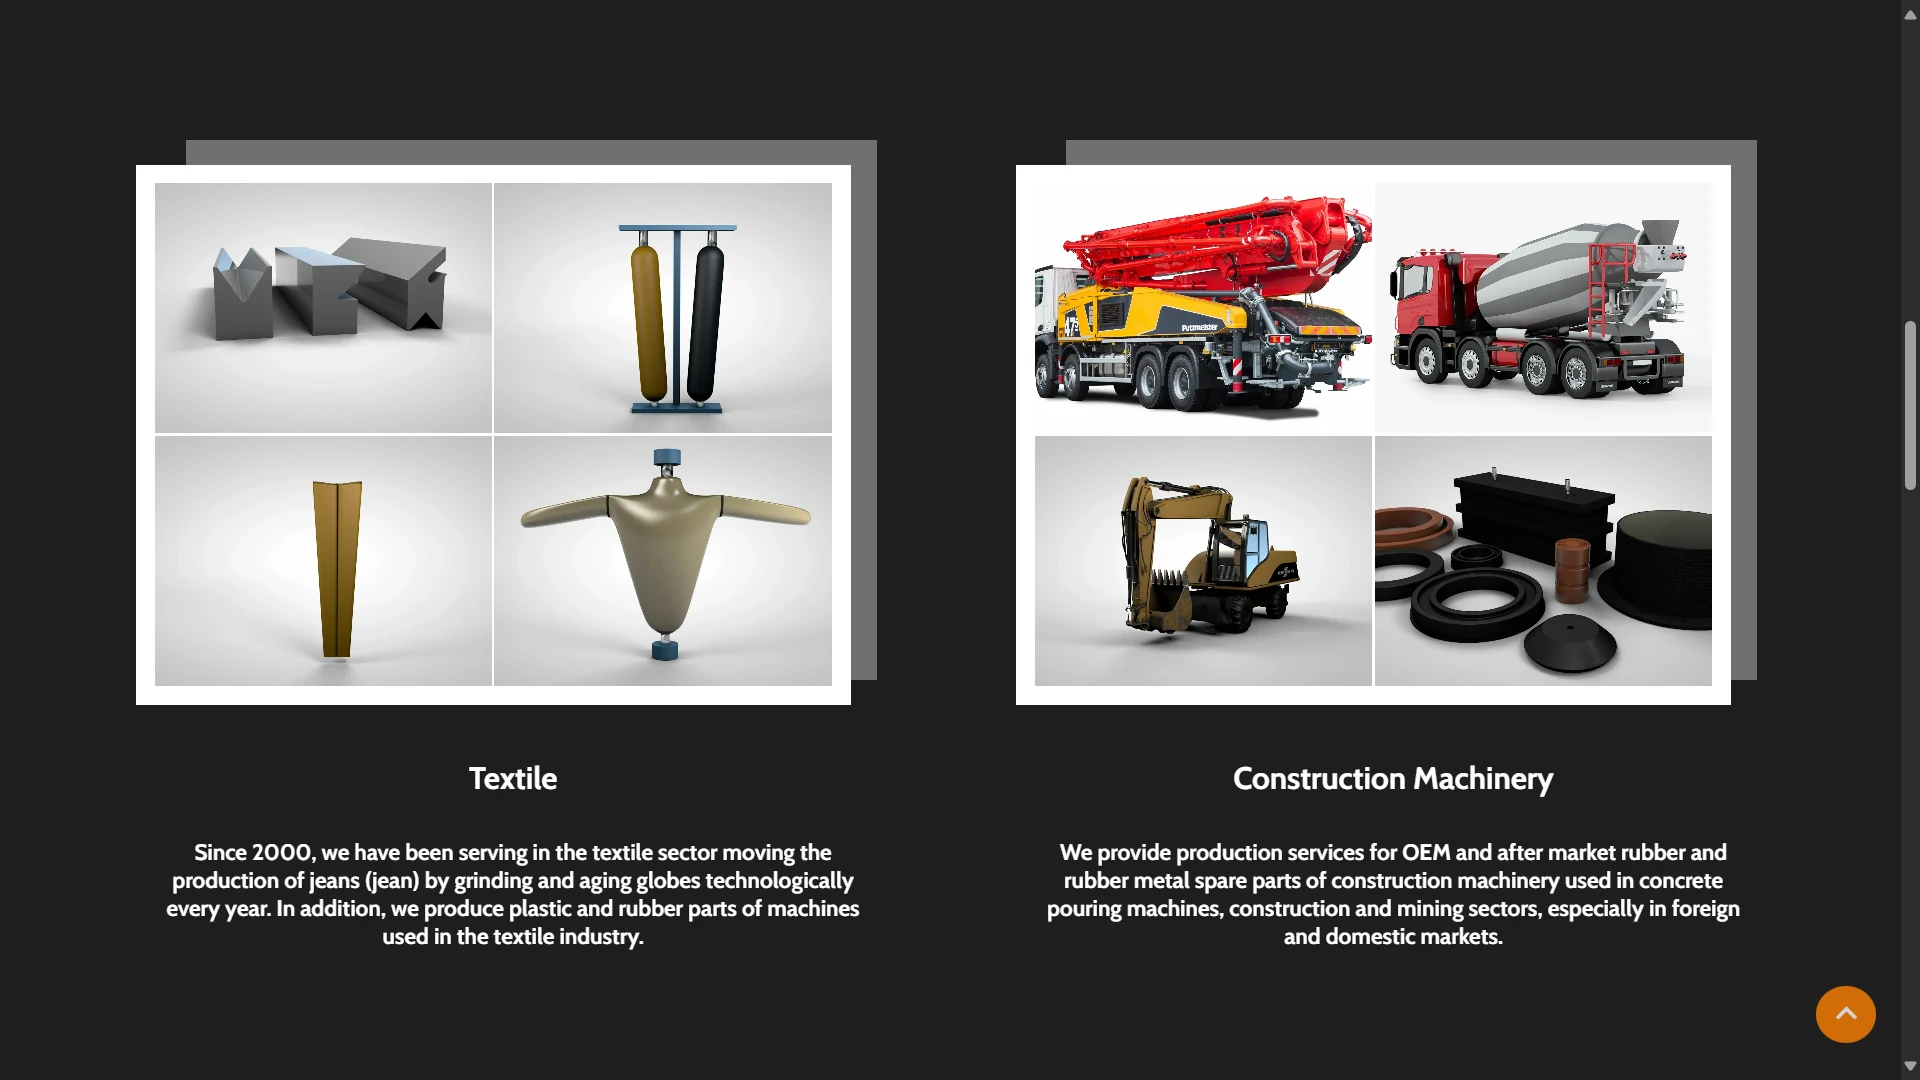 Putzmeister
Textile
Since 2000, we have been serving in the textile sector moving the
production of jeans (jean) by grinding and aging globes technologically
every year. In addition, we produce plastic and rubber parts of machines
used in the textile industry.
Construction Machinery
We provide production services for OEM and after market rubber and
rubber metal spare parts of construction machinery used in concrete
pouring machines, construction and mining sectors, especially in foreign
and domestic markets.